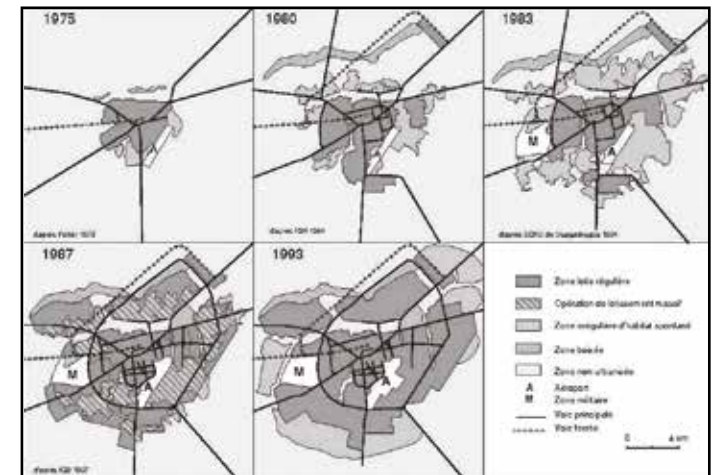 1975
1980
1983
M
A
1987
1993
M
A
M
A
Zone lotie régulière
Opération de lotissement massif
Zone irrégulière d'habitat spontané
Zone boisée
Zone non urbanisée
A Aéroport
M Zone militaire
Voie principale
Voie ferrée
0 4 km